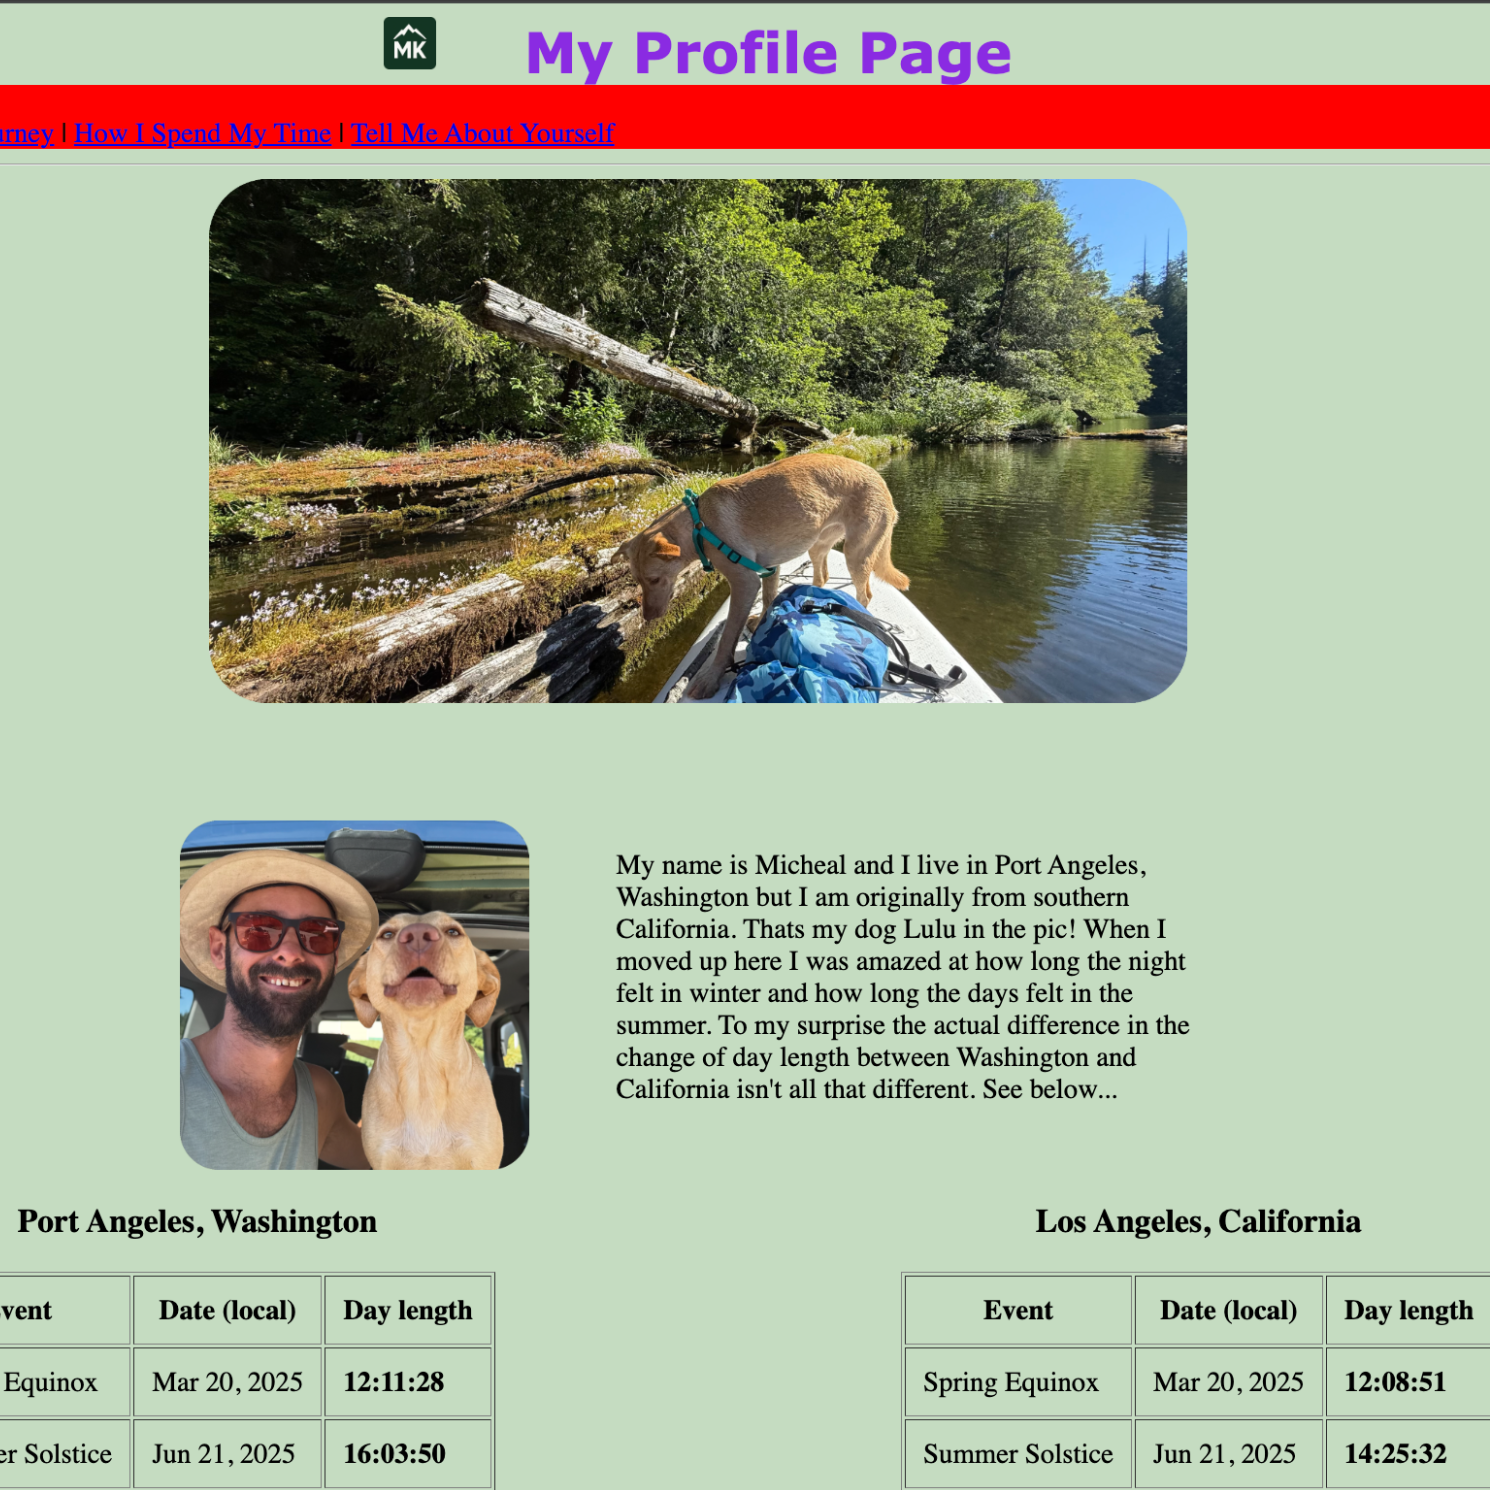 MK
My Profile Page
urney | How I Spend My Time | Tell Me About Yourself
My name is Micheal and I live in Port Angeles,
Washington but I am originally from southern
California. Thats my dog Lulu in the pic! When I
moved up here I was amazed at how long the night
felt in winter and how long the days felt in the
summer. To my surprise the actual difference in the
change of day length between Washington and
California isn't all that different. See below...
Port Angeles, Washington
vent Date (local) Day length
Equinox Mar 20, 2025 12:11:28
er Solstice Jun 21, 2025 16:03:50
Los Angeles, California
Event Date (local) Day length
Spring Equinox Mar 20, 2025 12:08:51
Summer Solstice Jun 21, 2025 14:25:32